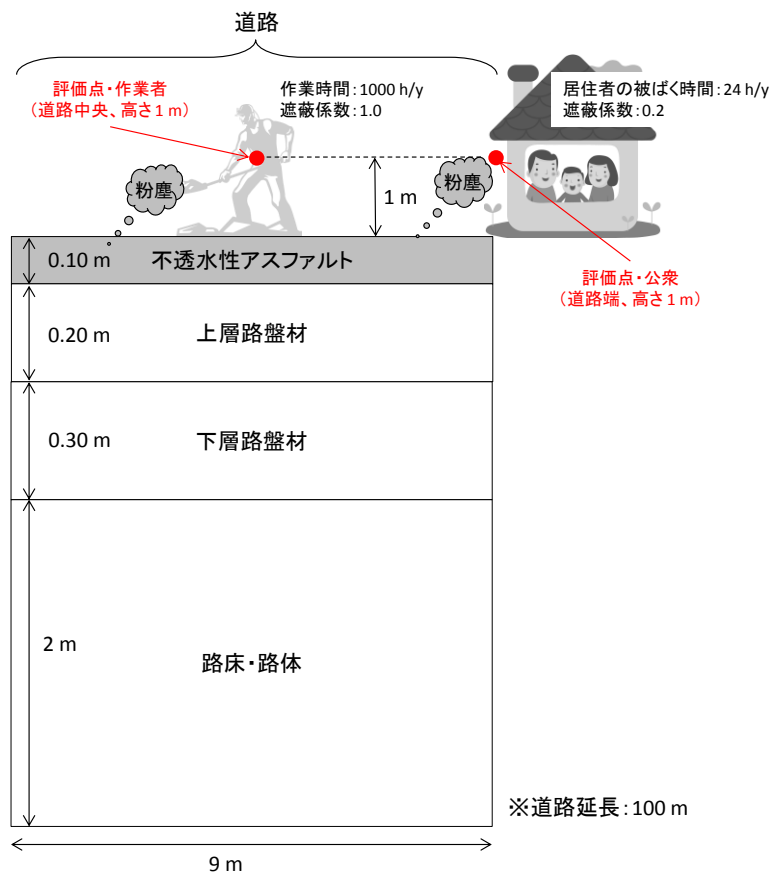 道路
評価点・作業者
（道路中央、高さ1 m）
作業時間：1000 h/y
遮蔽係数：1.0
居住者の被ばく時間：24 h/y
遮蔽係数：0.2
粉塵
粉塵
1 m
0.10 m
不透水性アスファルト
評価点・公衆
（道路端、高さ1 m）
0.20 m
上層路盤材
0.30 m
下層路盤材
2 m
路床・路体
※道路延長：100 m
9 m